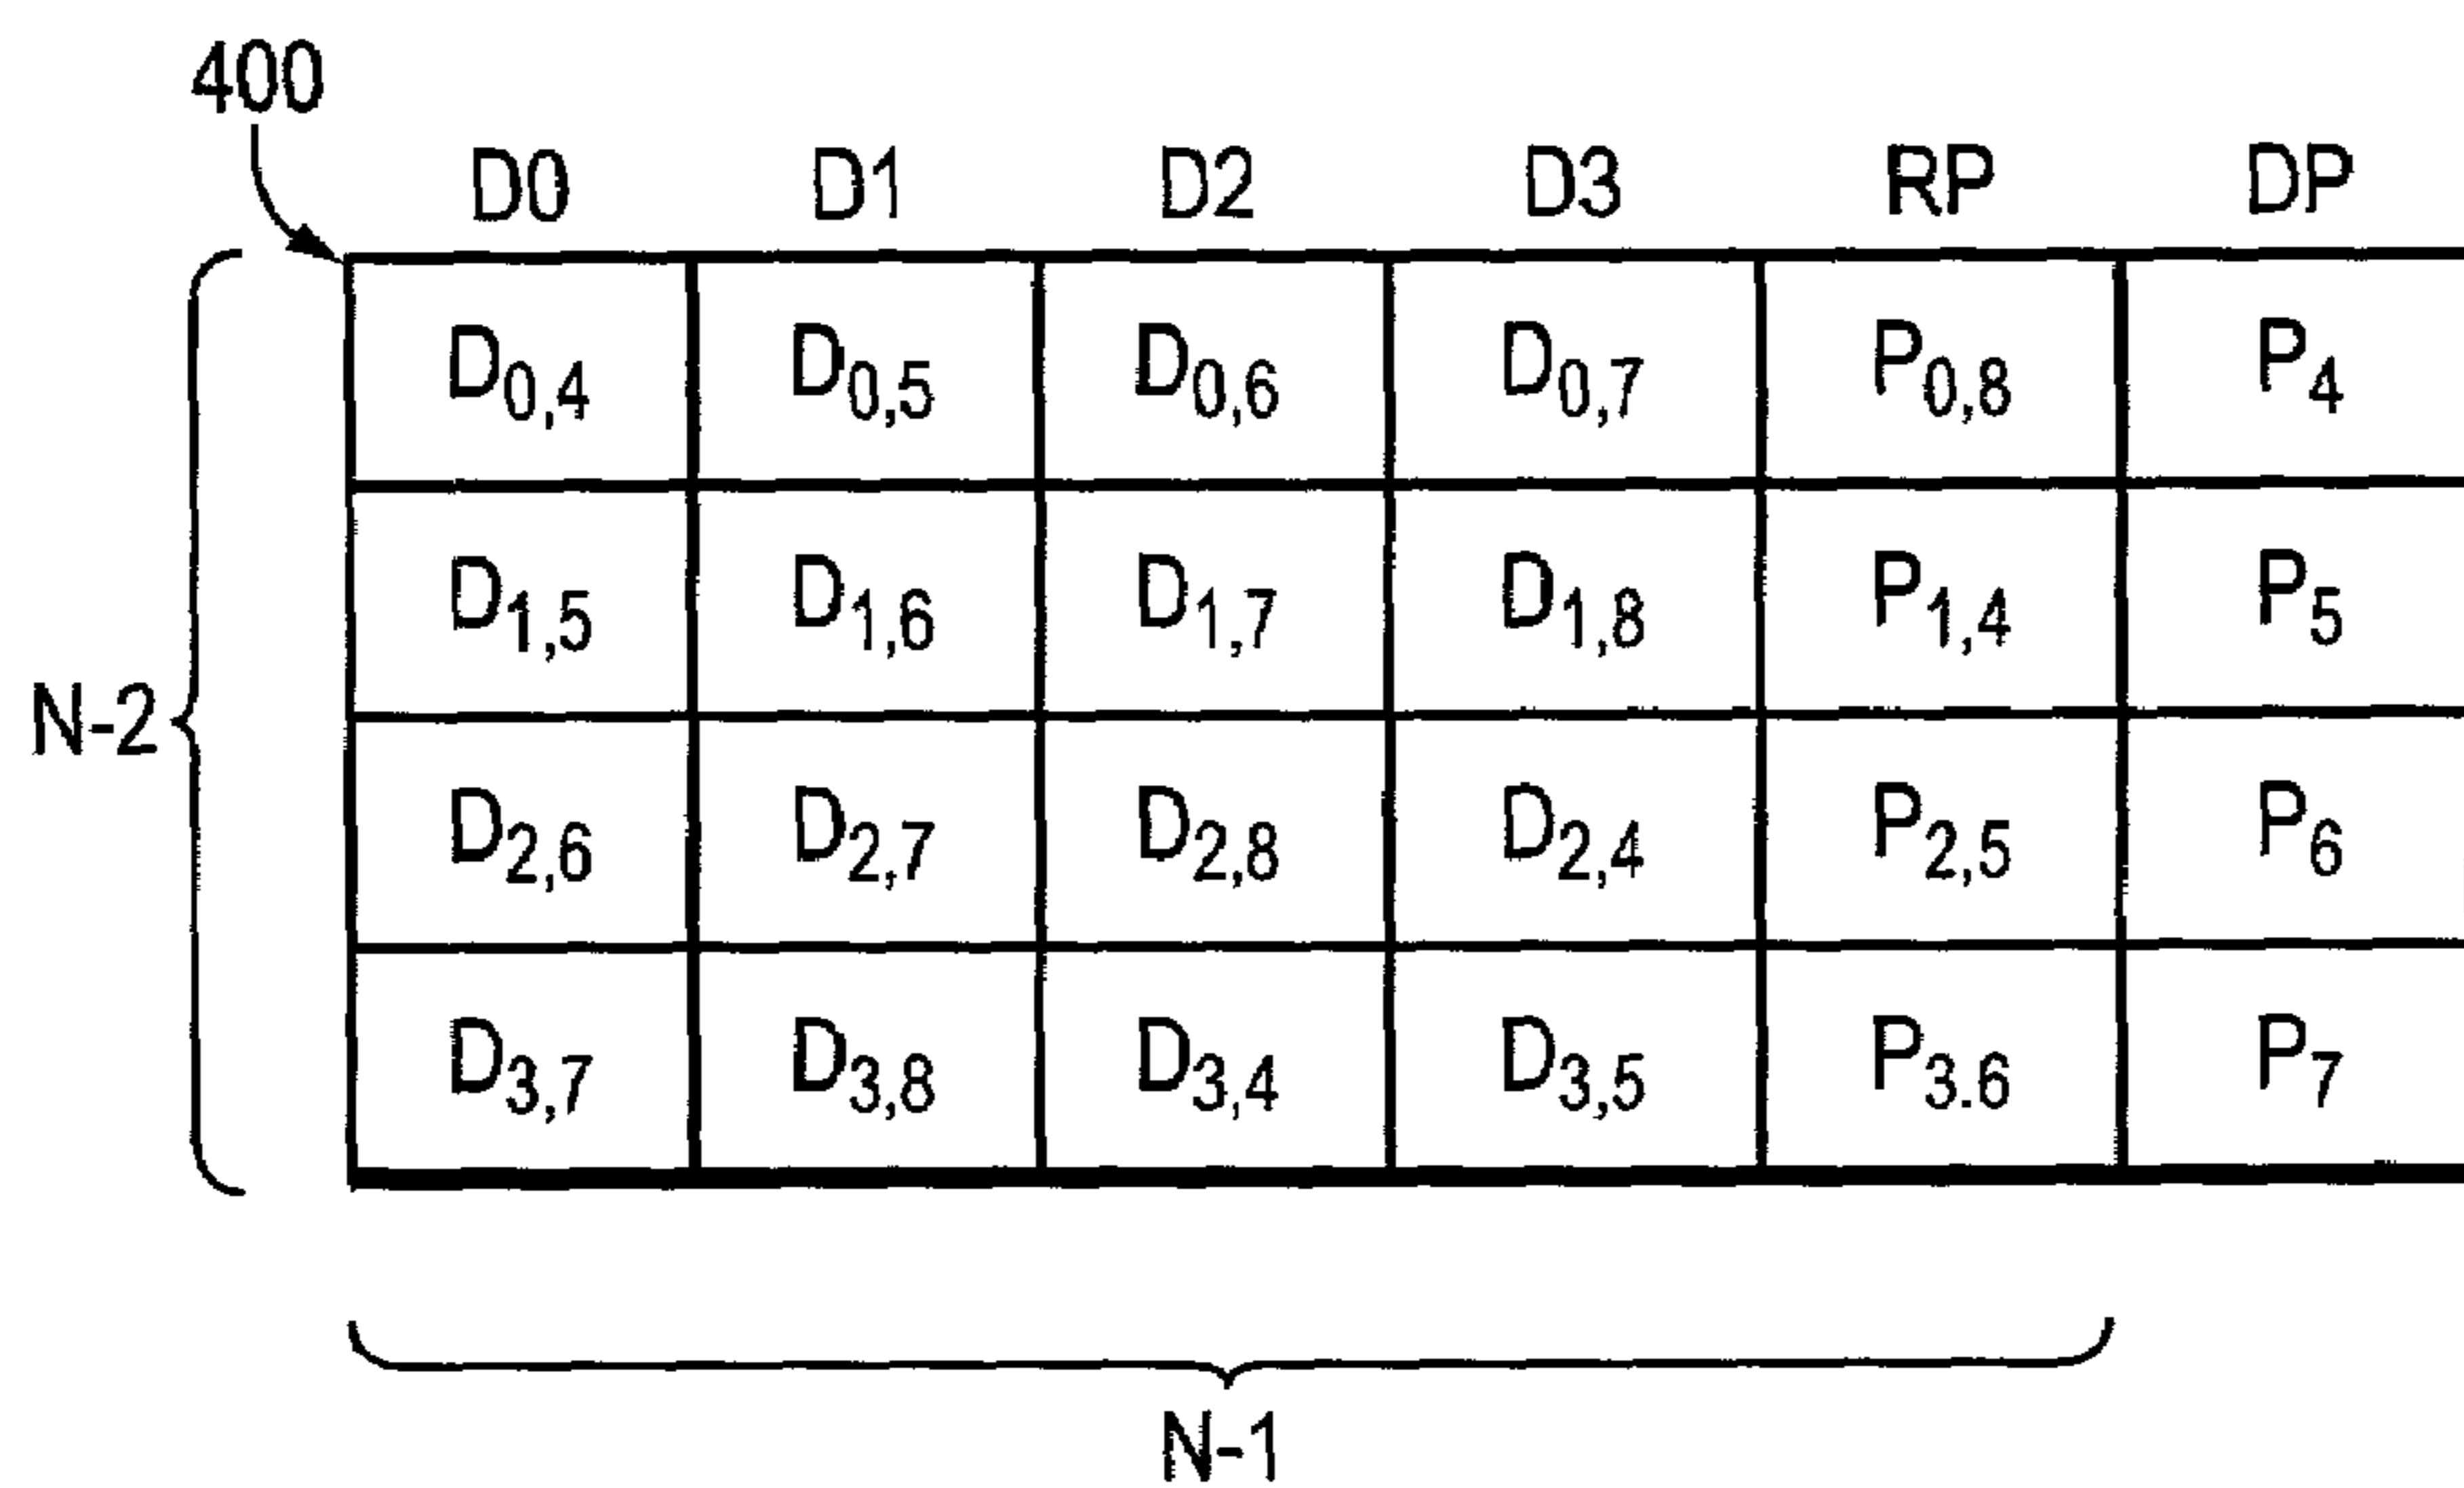 400
D0 D1 D2 D3 RP DP
D0,4 D0,5 D0,6 D0,7 P0,8 P4
D1,5 D1,6 D1,7 D1,8 P1,4 P5
N-2
D2,6 D2,7 D2,8 D2,4 P2,5 P6
D3,7 D3,8 D3,4 D3,5 P3.6 P7
N-1